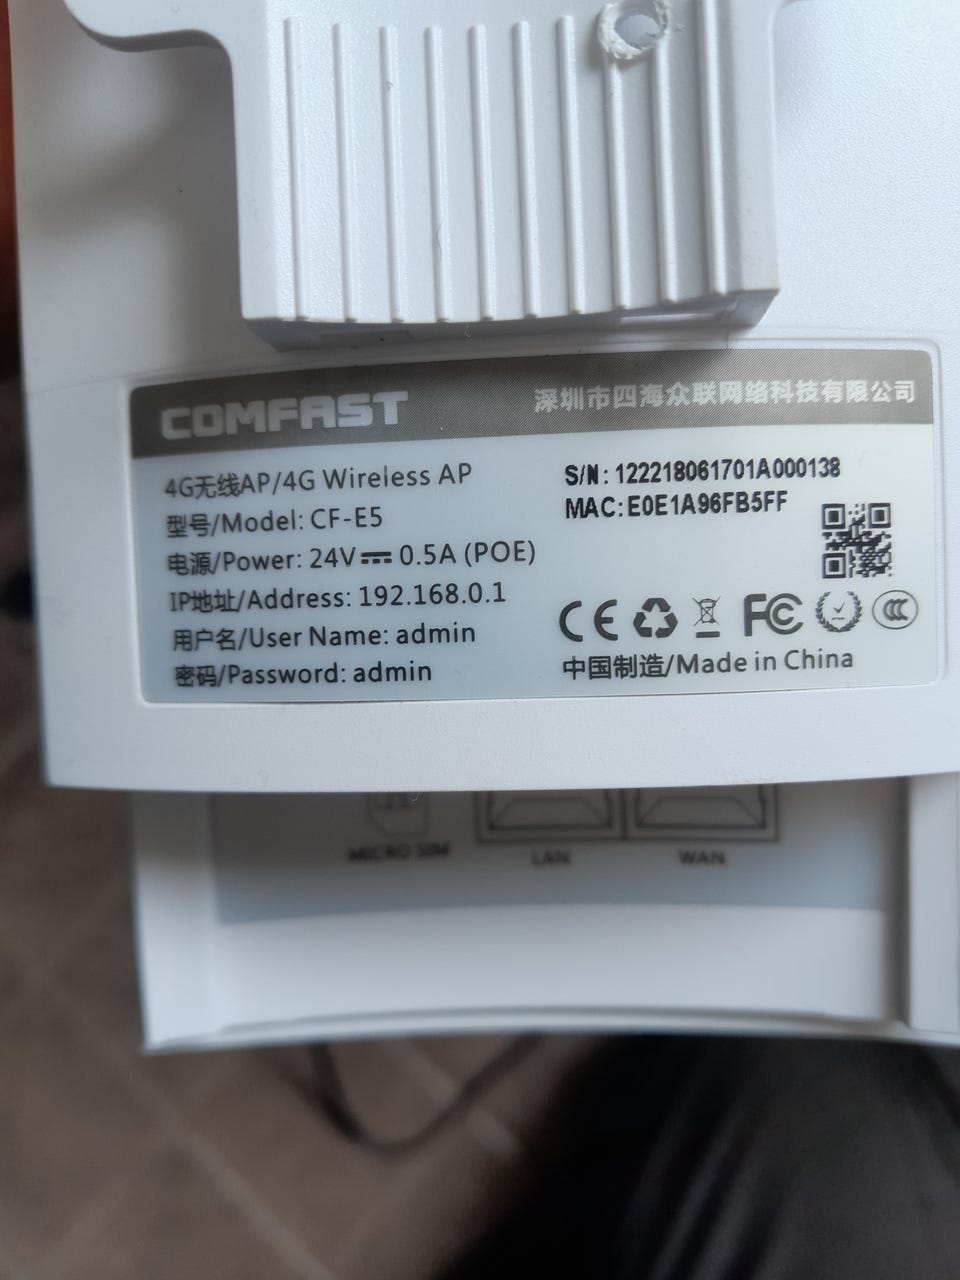 COMFAST
深圳市四海众联网络科技有限公司
4G无线AP/4G Wireless AP
型号/Model: CF-E5
电源/Power: 24V⎓0.5A (POE)
IP地址/Address: 192.168.0.1
用户名/User Name: admin
密码/Password: admin
S/N: 122218061701A000138
MAC:E0E1A96FB5FF
CE
FC
CCC
中国制造/Made in China
MICRO SIM
LAN
WAN